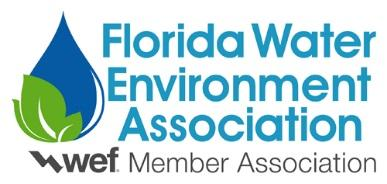 Florida Water
Environment
Association
wef® Member Association